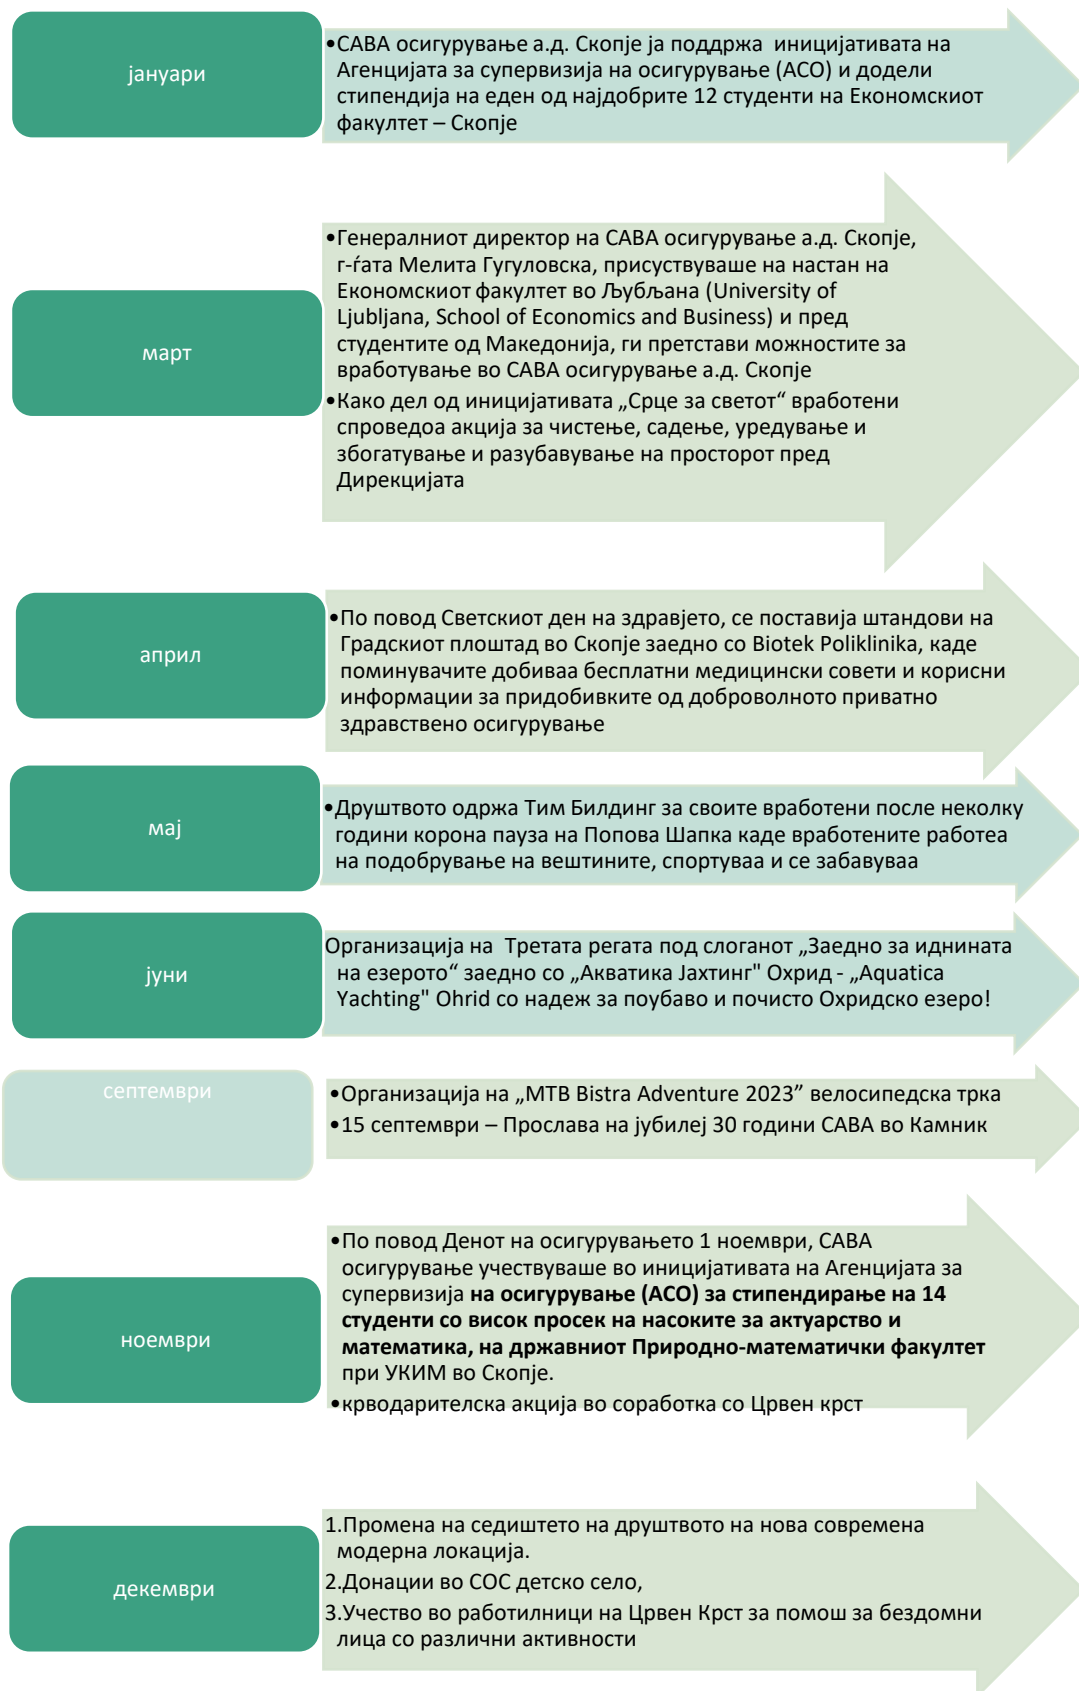 јануари
•САВА осигурување а.д. Скопје ја поддржа иницијативата на
Агенцијата за супервизија на осигурување (АСО) и додели
стипендија на еден од најдобрите 12 студенти на Економскиот
факултет – Скопје
март
•Генералниот директор на САВА осигурување а.д. Скопје,
г-ѓата Мелита Гугуловска, присуствуваше на настан на
Економскиот факултет во Љубљана (University of
Ljubljana, School of Economics and Business) и пред
студентите од Македонија, ги претстави можностите за
вработување во САВА осигурување а.д. Скопје
•Како дел од иницијативата „Срце за светот“ вработени
спроведоа акција за чистење, садење, уредување и
збогатување и разубавување на просторот пред
Дирекцијата
април
•По повод Светскиот ден на здравјето, се поставија штандови на
Градскиот плоштад во Скопје заедно со Biotek Poliklinika, каде
поминувачите добиваа бесплатни медицински совети и корисни
информации за придобивките од доброволното приватно
здравствено осигурување
мај
•Друштвото одржа Тим Билдинг за своите вработени после неколку
години корона пауза на Попова Шапка каде вработените работеа
на подобрување на вештините, спортуваа и се забавуваа
јуни
Организација на Третата регата под слоганот „Заедно за иднината
на езерото“ заедно со „Акватика Јахтинг" Охрид - „Aquatica
Yachting" Ohrid со надеж за поубаво и почисто Охридско езеро!
септември
•Организација на „MTB Bistra Adventure 2023” велосипедска трка
•15 септември – Прослава на јубилеј 30 години САВА во Камник
ноември
•По повод Денот на осигурувањето 1 ноември, САВА
осигурување учествуваше во иницијативата на Агенцијата за
супервизија на осигурување (АСО) за стипендирање на 14
студенти со висок просек на насоките за актуарство и
математика, на државниот Природно-математички факултет
при УКИМ во Скопје.
•крводарителска акција во соработка со Црвен крст
декември
1.Промена на седиштето на друштвото на нова современа
модерна локација.
2.Донации во СОС детско село,
3.Учество во работилници на Црвен Крст за помош за бездомни
лица со различни активности